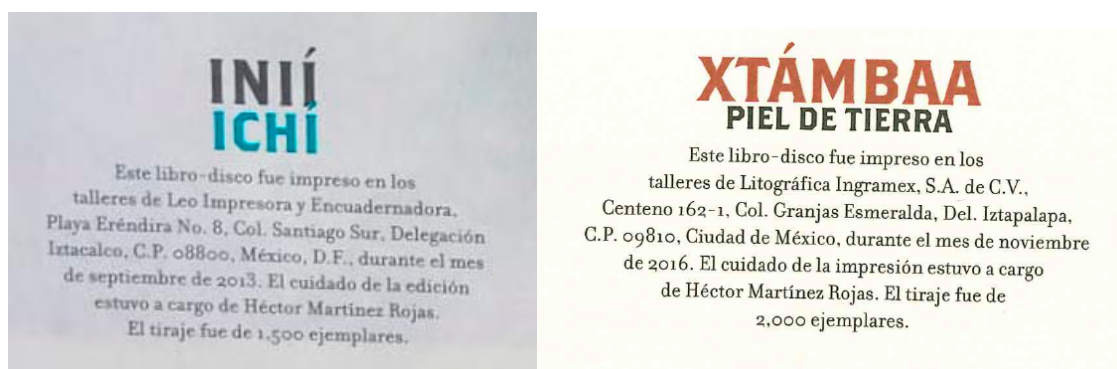 INIÍ
ICHÍ
Este libro-disco fue impreso en los
talleres de Leo Impresora y Encuadernadora,
Playa Eréndira No. 8, Col. Santiago Sur, Delegación
Iztacalco, C.P. 08800, México, D.F., durante el mes
de septiembre de 2013. El cuidado de la edición
estuvo a cargo de Héctor Martínez Rojas.
El tiraje fue de 1,500 ejemplares.
XTÁMBAA
PIEL DE TIERRA
Este libro-disco fue impreso en los
talleres de Litográfica Ingramex, S.A. de C.V.,
Centeno 162-1, Col. Granjas Esmeralda, Del. Iztapalapa,
C.P. 09810, Ciudad de México, durante el mes de noviembre
de 2016. El cuidado de la impresión estuvo a cargo
de Héctor Martínez Rojas. El tiraje fue de
2,000 ejemplares.